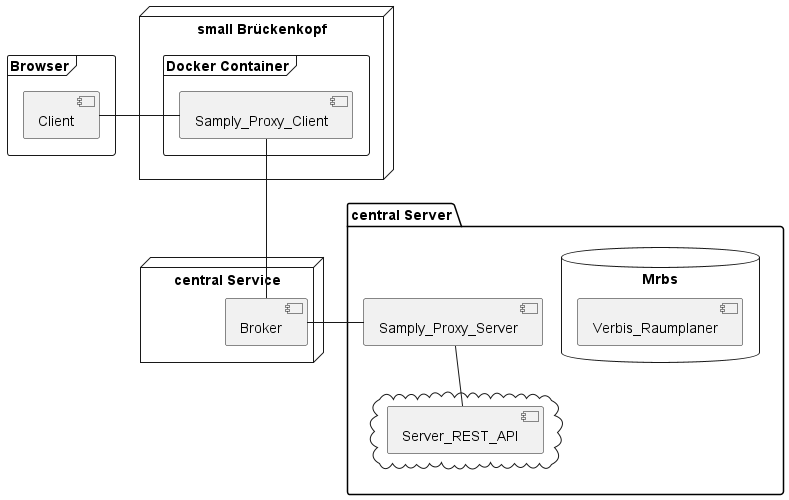 small Brückenkopf
Browser
Docker Container
Client
Samply_Proxy_Client
central Server
central Service
Mrbs
Broker
Samply_Proxy_Server
Verbis_Raumplaner
Server_REST_API